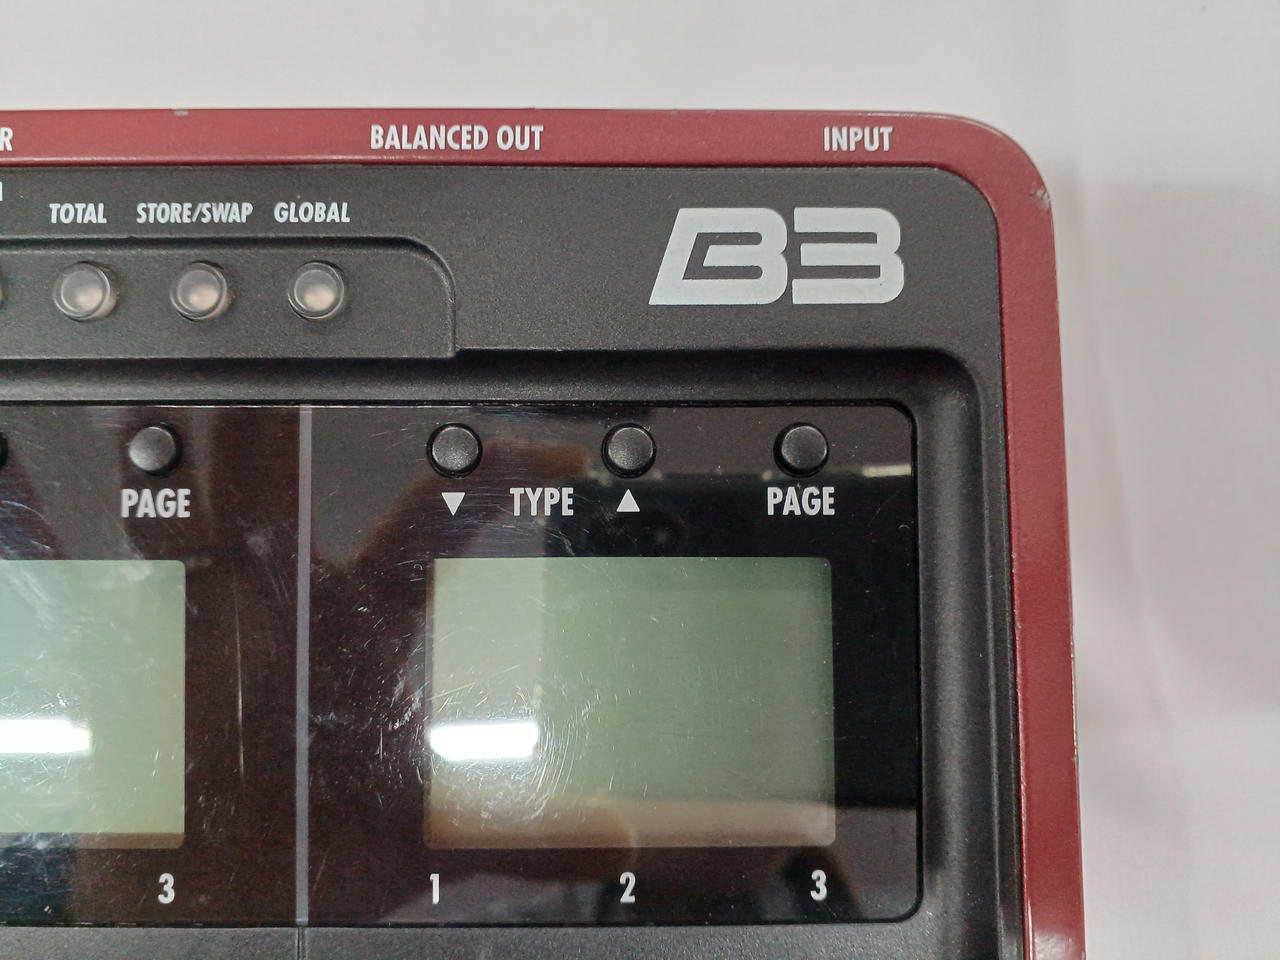 R BALANCED OUT INPUT
TOTAL STORE/SWAP GLOBAL
B3
PAGE ▼ TYPE ▲ PAGE
3 1 2 3